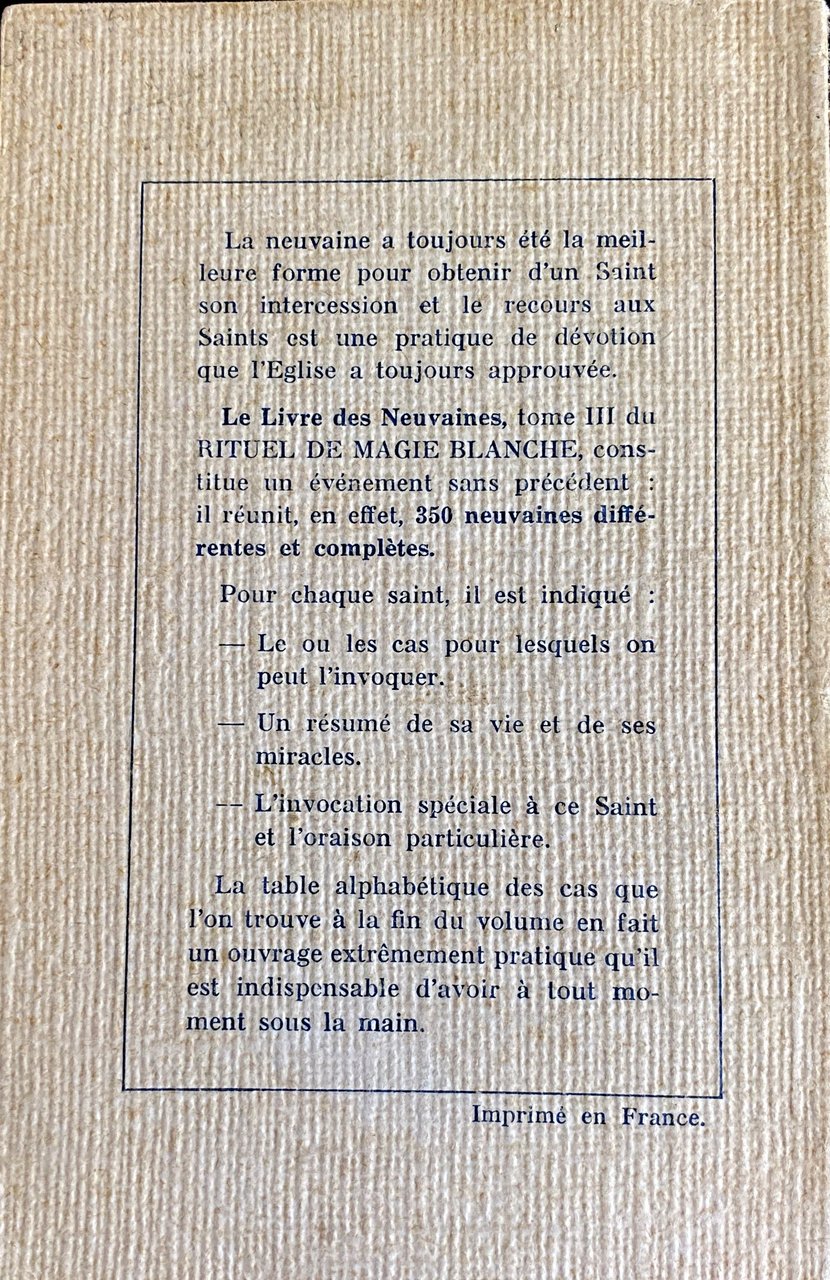 La neuvaine a toujours été la meil-
leure forme pour obtenir d'un Saint
son intercession et le recours aux
Saints est une pratique de dévotion
que l'Eglise a toujours approuvée.
Le Livre des Neuvaines, tome III du
RITUEL DE MAGIE BLANCHE, cons-
titue un événement sans précédent :
il réunit, en effet, 350 neuvaines diffé-
rentes et complètes.
Pour chaque saint, il est indiqué :
— Le ou les cas pour lesquels on
peut l'invoquer.
— Un résumé de sa vie et de ses
miracles.
— L'invocation spéciale à ce Saint
et l'oraison particulière.
La table alphabétique des cas que
l'on trouve à la fin du volume en fait
un ouvrage extrêmement pratique qu'il
est indispensable d'avoir à tout mo-
ment sous la main.
Imprimé en France.